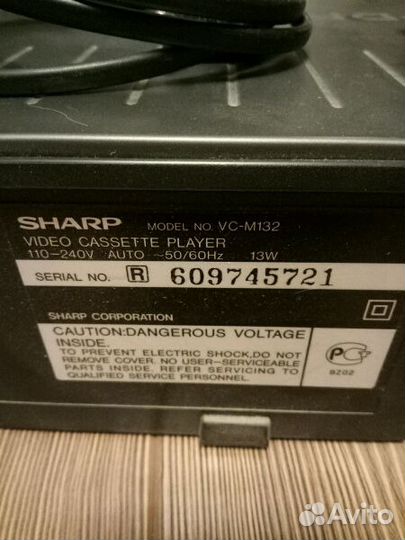 SHARP MODEL NO. VC-M132
VIDEO CASSETTE PLAYER
110-240V AUTO ~50/60Hz 13W
SERIAL NO. R 609745721
SHARP CORPORATION
CAUTION:DANGEROUS VOLTAGE
INSIDE.
TO PREVENT ELECTRIC SHOCK,DO NOT
REMOVE COVER. NO USER-SERVICEABLE
PARTS INSIDE. REFER SERVICING TO
QUALIFIED SERVICE PERSONNEL.
PC
BZ02
Avito